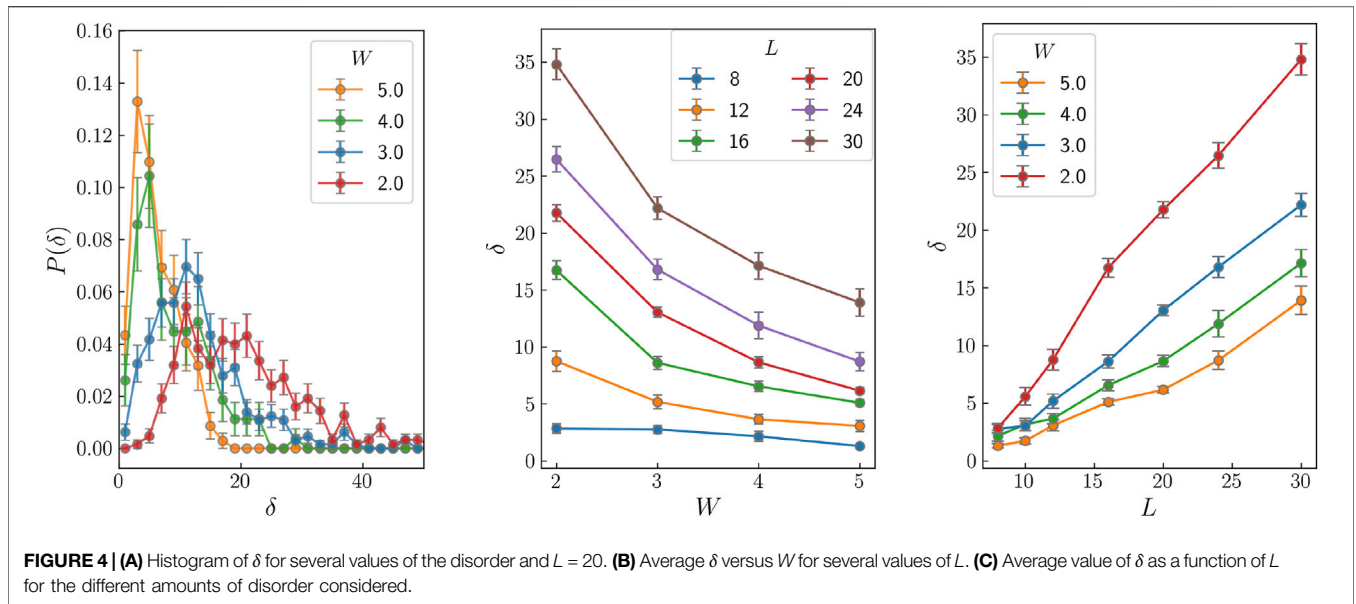 0.16
0.14
0.12
0.10
0.08
0.06
0.04
0.02
0.00
P(δ)
0 20 40
δ
W
5.0
4.0
3.0
2.0
35
30
25
20
15
10
5
0
δ
2 3 4 5
W
L
8 20
12 24
16 30
35
30
25
20
15
10
5
0
δ
10 15 20 25 30
L
W
5.0
4.0
3.0
2.0
FIGURE 4 | (A) Histogram of δ for several values of the disorder and L = 20. (B) Average δ versus W for several values of L. (C) Average value of δ as a function of L
for the different amounts of disorder considered.